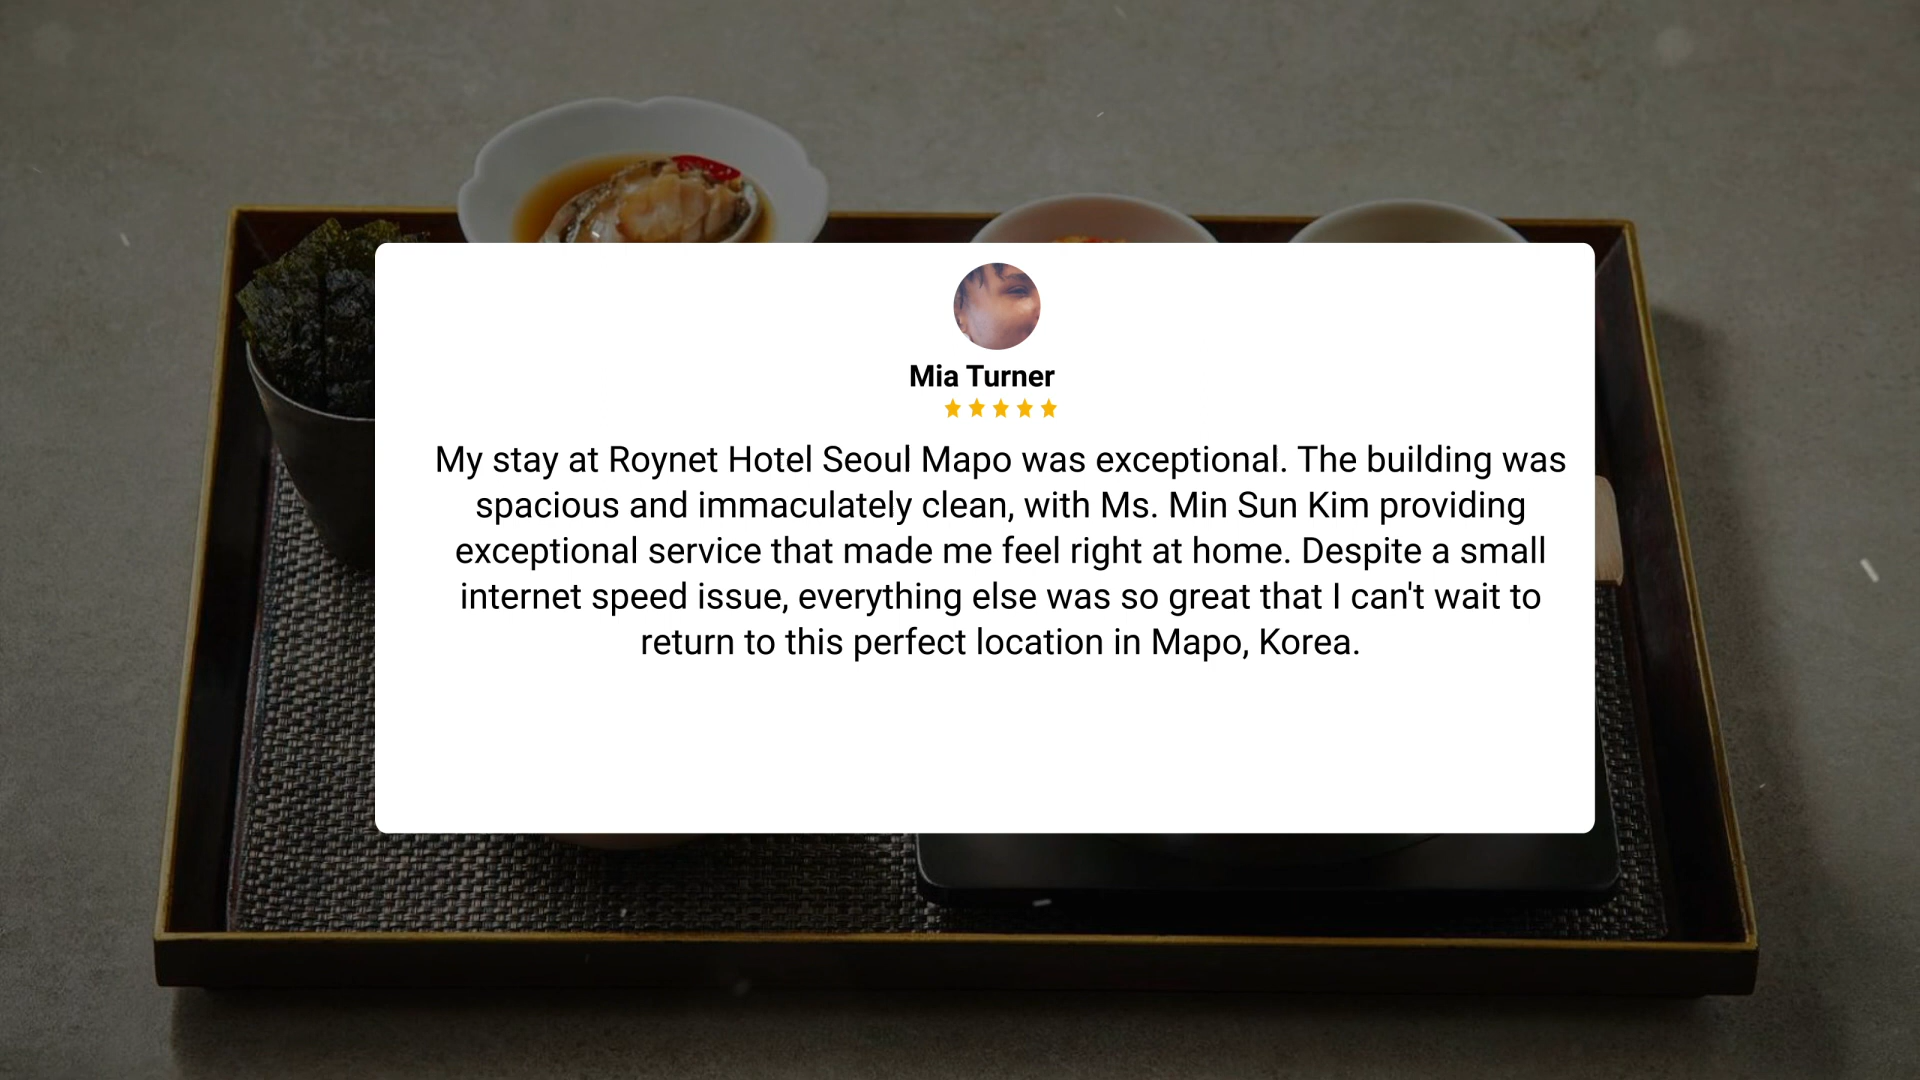 Mia Turner
My stay at Roynet Hotel Seoul Mapo was exceptional. The building was
spacious and immaculately clean, with Ms. Min Sun Kim providing
exceptional service that made me feel right at home. Despite a small
internet speed issue, everything else was so great that I can't wait to
return to this perfect location in Mapo, Korea.